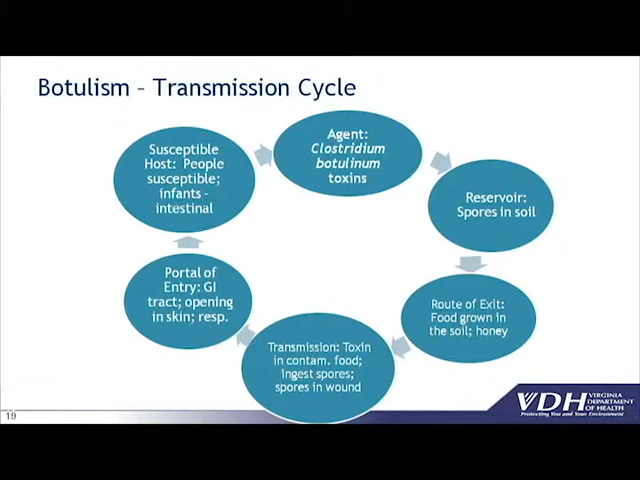 Botulism – Transmission Cycle
Agent:
Clostridium
botulinum
toxins
Reservoir:
Spores in soil
Route of Exit:
Food grown in
the soil; honey
Transmission: Toxin
in contam. food;
ingest spores;
spores in wound
Portal of
Entry: GI
tract; opening
in skin; resp.
Susceptible
Host: People
susceptible;
infants -
intestinal
19
VDH VIRGINIA
DEPARTMENT
OF HEALTH
Protecting You and Your Environment